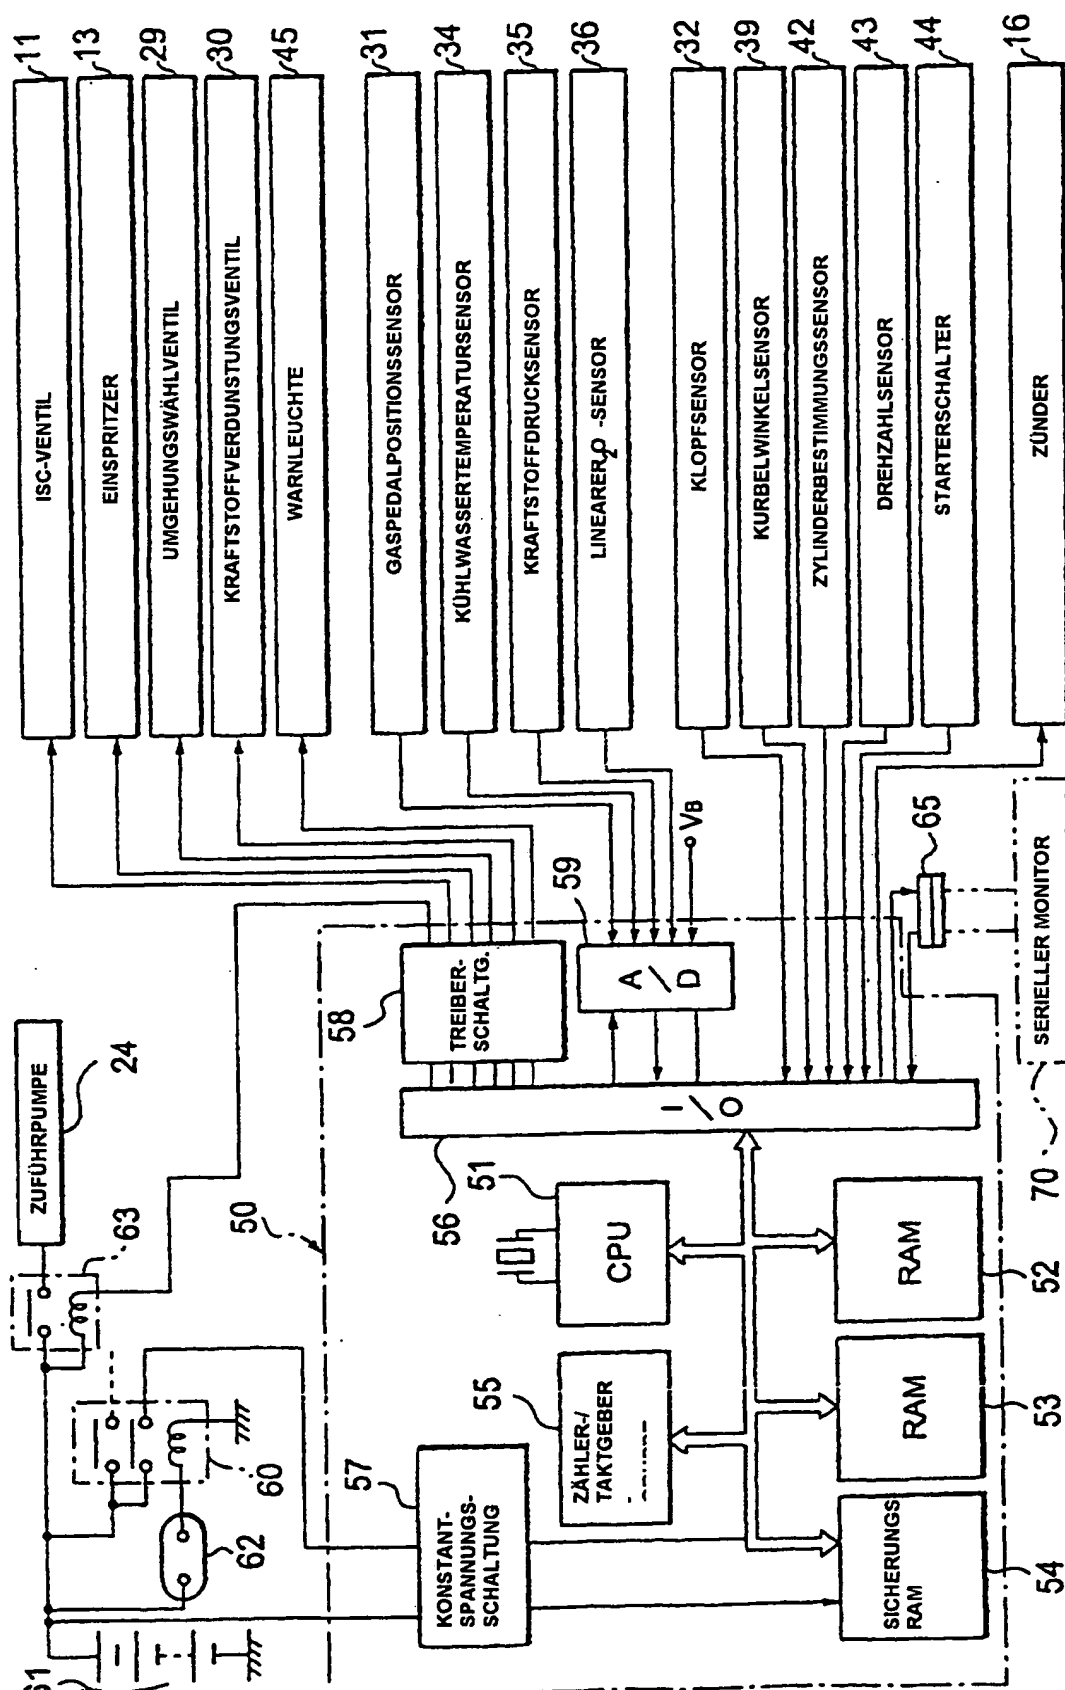 ISC-VENTIL
11
EINSPRITZER
13
UMGEHUNGSWÄHLVENTIL
29
KRAFTSTOFFVERDUNSTUNGSVENTIL
30
WARNLEUCHTE
45
GASPEDALPOSITIONSSENSOR
31
KÜHLWASSERTEMPERATURSENSOR
34
KRAFTSTOFFDRUCKSENSOR
35
LINEARER O2 -SENSOR
36
KLOPFSENSOR
32
KURBELWINKELSENSOR
39
ZYLINDERBESTIMMUNGSSENSOR
42
DREHZAHLSENSOR
43
STARTERSCHALTER
44
ZÜNDER
16
ZUFÜHRPUMPE
24
63
60
62
61
50
TREIBER-
SCHALTG.
58
A/D
59
VB
I/O
56
65
SERIELLER MONITOR
70
CPU
51
ZÄHLER-/
TAKTGEBER
55
KONSTANT-
SPANNUNGS-
SCHALTUNG
57
RAM
52
RAM
53
SICHERUNGS
RAM
54